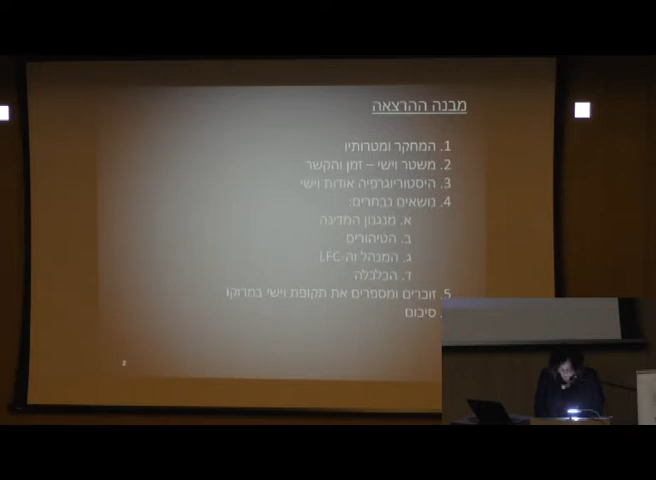 מבנה ההרצאה
1. המחקר ומטרותיו
2. משטר וישי – זמן והקשר
3. היסטוריוגרפיה אודות וישי
4. נושאים נבחרים:
א. מנגנון המדינה
ב. הטיהורים
ג. המנהל וה-LFC
ד. הכלכלה
5. זוכרים ומספרים את תקופת וישי במרוקו
. סיכום
2